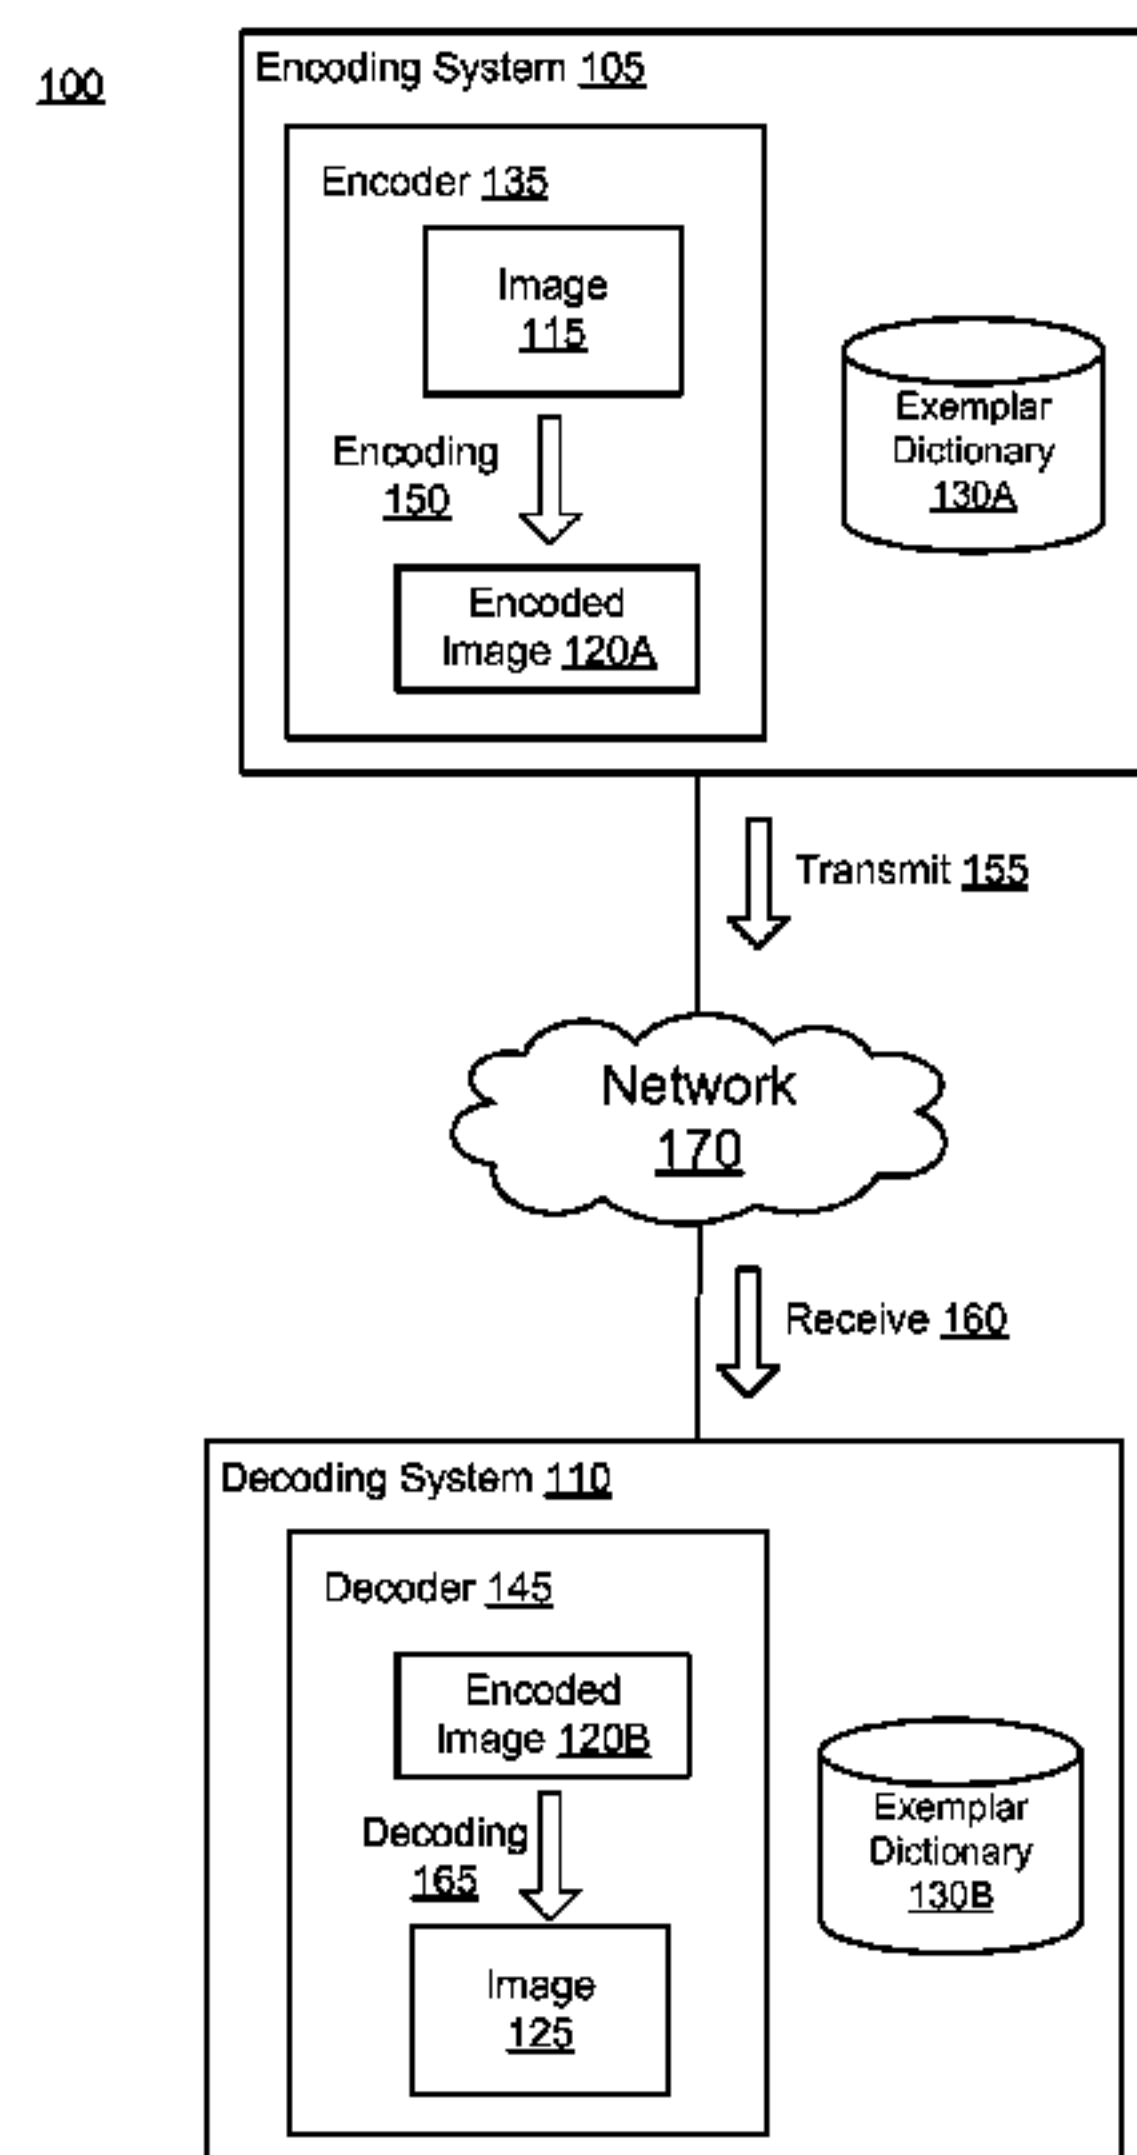 100
Encoding System 105
Encoder 135
Image
115
Encoding
150
Encoded
Image 120A
Exemplar
Dictionary
130A
Transmit 155
Network
170
Receive 160
Decoding System 110
Decoder 145
Encoded
Image 120B
Decoding
165
Image
125
Exemplar
Dictionary
130B